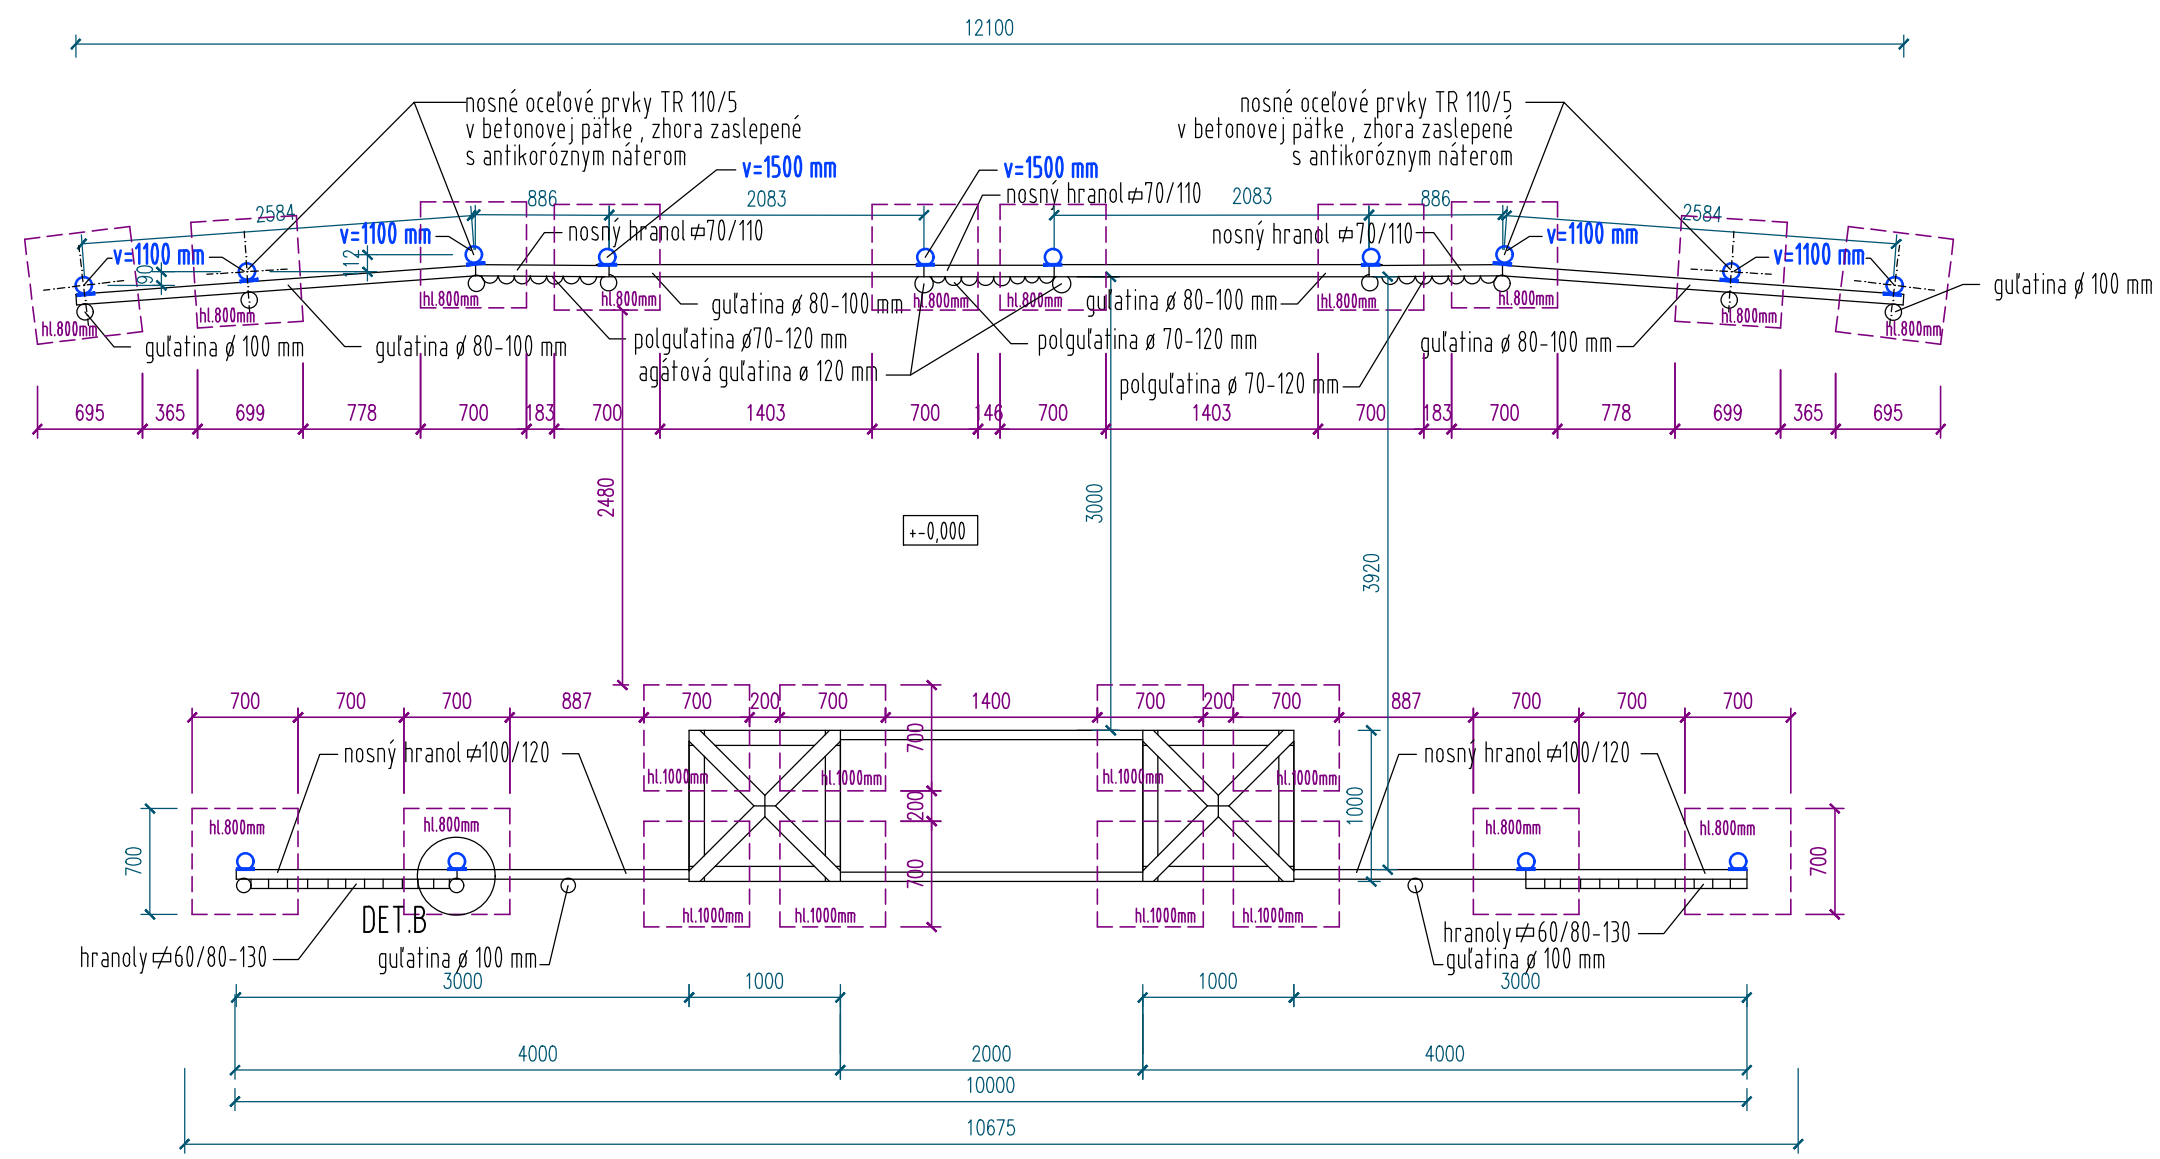 12100
nosné oceľové prvky TR 110/5
v betonovej pätke , zhora zaslepené
s antikoróznym náterom
nosné oceľové prvky TR 110/5
v betonovej pätke , zhora zaslepené
s antikoróznym náterom
v=1500 mm
v=1500 mm
2584
886
2083
nosný hranol ⌿70/110
2083
886
2584
v=1100 mm
nosný hranol ⌿70/110
nosný hranol ⌿70/110
v=1100 mm
v=1100 mm
90
112
v=1100 mm
hl.800mm
hl.800mm
hl.800mm
hl.800mm
hl.800mm
hl.800mm
hl.800mm
hl.800mm
hl.800mm
hl.800mm
guľatina ø 100 mm
guľatina ø 80-100 mm
guľatina ø 80-100 mm
polguľatina ø70-120 mm
agátová guľatina ø 120 mm
polguľatina ø 70-120 mm
guľatina ø 80-100 mm
polguľatina ø 70-120 mm
guľatina ø 80-100 mm
guľatina ø 100 mm
695 365 699 778 700 183 700 1403 700 146 700 1403 700 183 700 778 699 365 695
2480
3000
3920
+-0,000
700 700 700 887 700 200 700 1400 700 200 700 887 700 700 700
nosný hranol ⌿100/120
nosný hranol ⌿100/120
hl.1000mm
hl.1000mm
hl.1000mm
hl.1000mm
700
200
700
1000
700
700
hl.800mm
hl.800mm
hl.800mm
hl.800mm
hl.1000mm
hl.1000mm
hl.1000mm
hl.1000mm
DET.B
hranoly ⌿60/80-130
guľatina ø 100 mm
hranoly ⌿60/80-130
guľatina ø 100 mm
3000 1000 1000 3000
4000 2000 4000
10000
10675